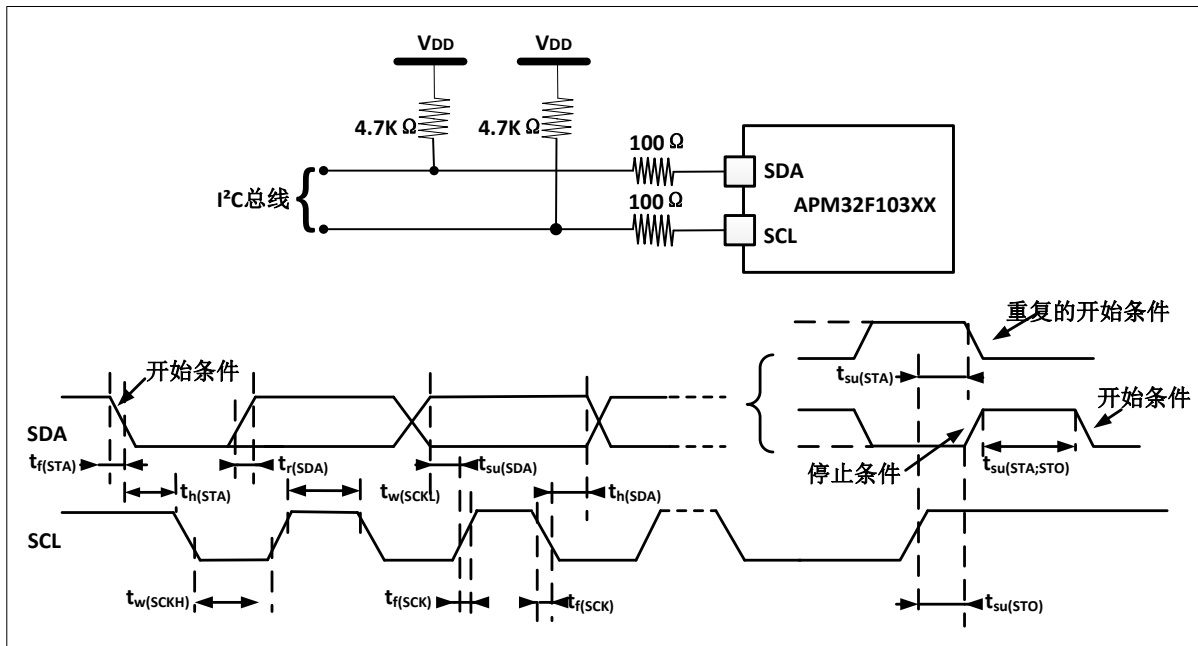 VDD
VDD
4.7K Ω
4.7K Ω
100 Ω
SDA
I²C总线
100 Ω
APM32F103XX
SCL
重复的开始条件
开始条件
tsu(STA)
开始条件
SDA
tf(STA)
tr(SDA)
tsu(SDA)
停止条件
tsu(STA;STO)
th(STA)
tw(SCKL)
th(SDA)
SCL
tw(SCKH)
tf(SCK)
tf(SCK)
tsu(STO)